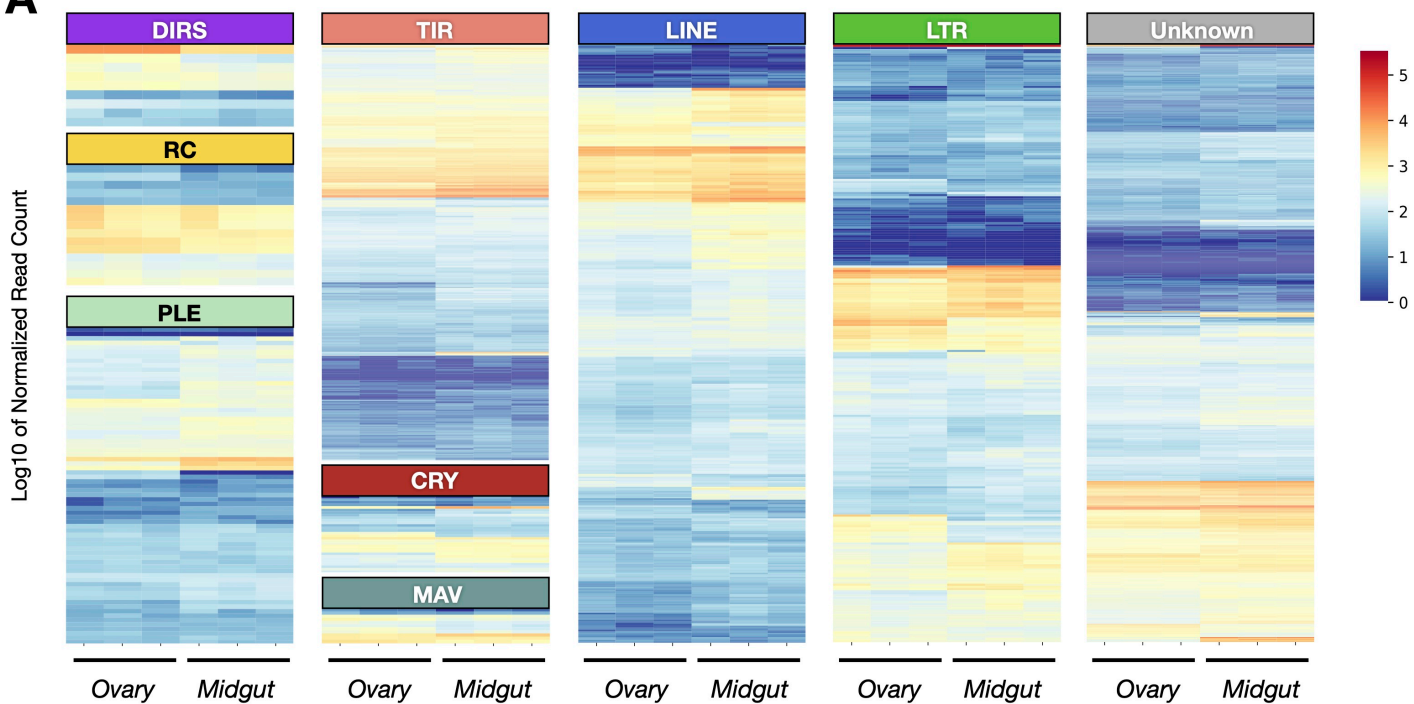 A
DIRS
TIR
LINE
LTR
Unknown
RC
PLE
CRY
MAV
Log10 of Normalized Read Count
5
4
3
2
1
0
Ovary Midgut Ovary Midgut Ovary Midgut Ovary Midgut Ovary Midgut